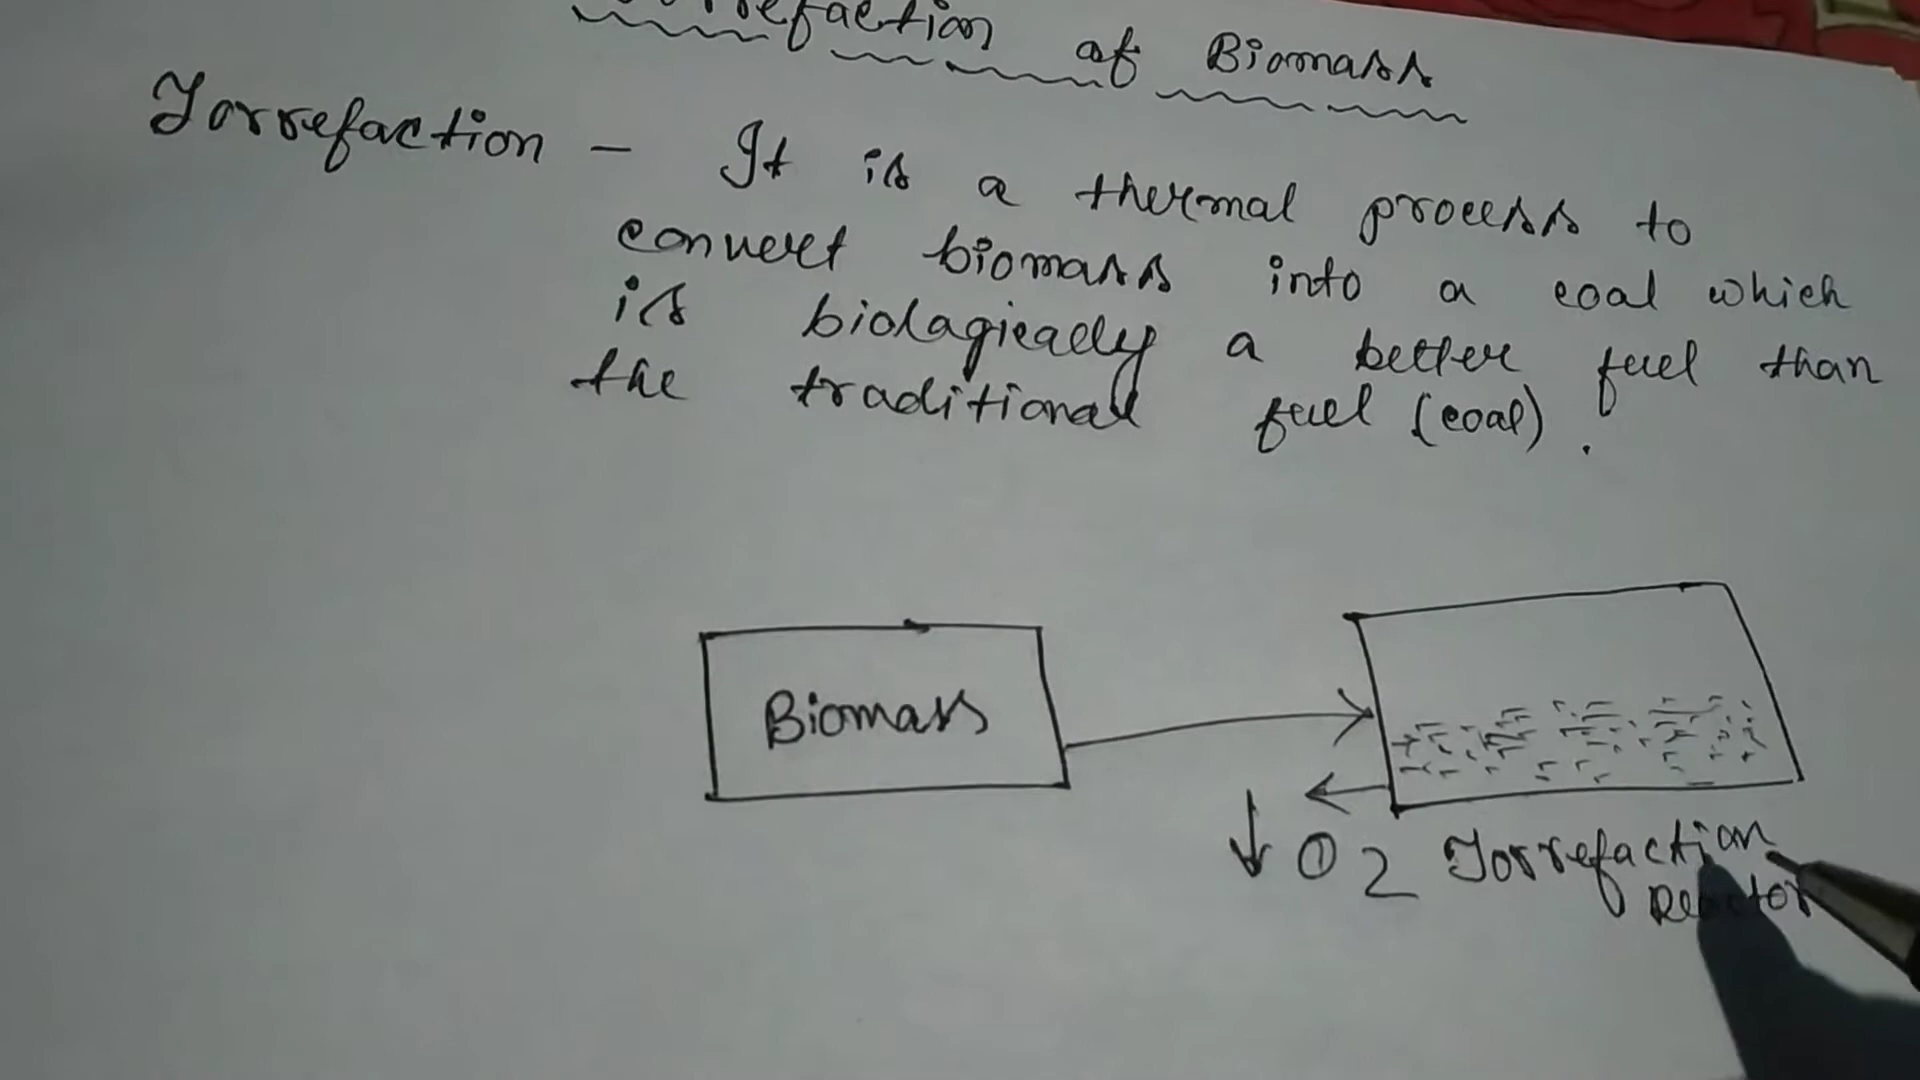 of Biomass
Torrefaction - It is a thermal process to
convert biomass into a coal which
is biologically a better fuel than
the traditional fuel (coal).
Biomass
↓ O2 Torrefaction
Reactor